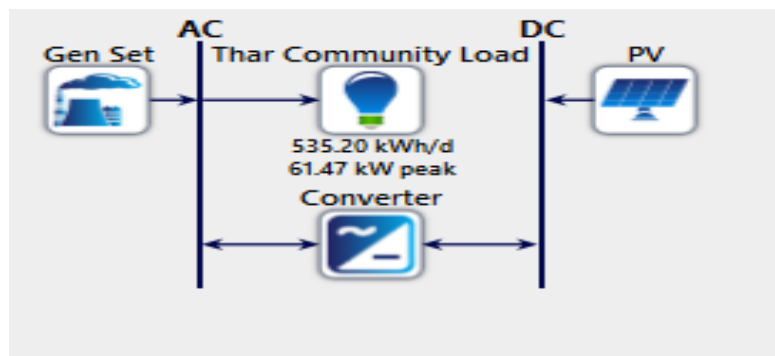 AC
DC
Gen Set
Thar Community Load
PV
535.20 kWh/d
61.47 kW peak
Converter